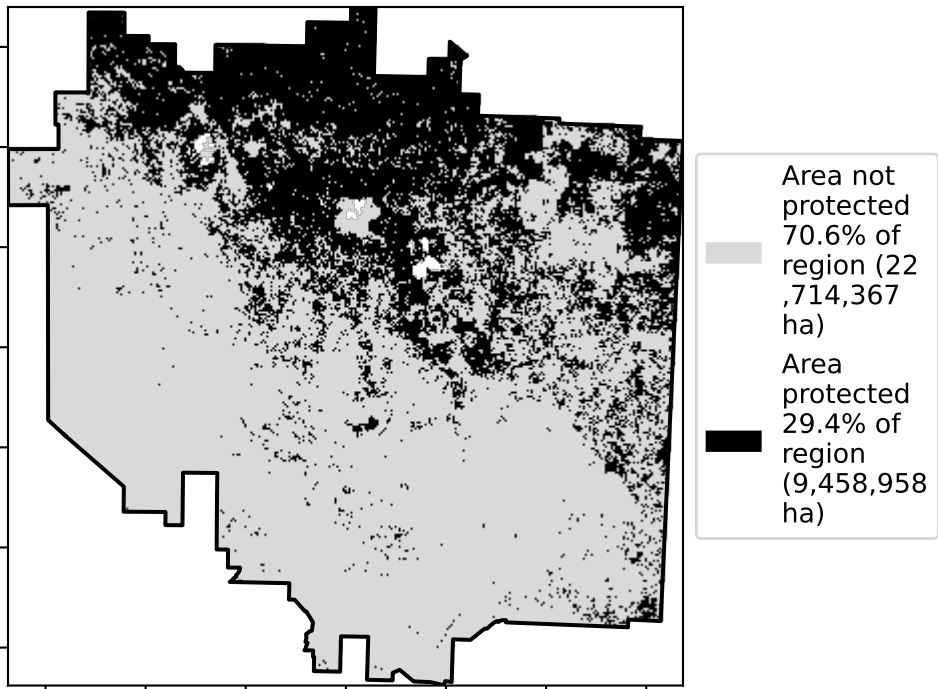 Area not
protected
70.6% of
region (22
,714,367
ha)
Area
protected
29.4% of
region
(9,458,958
ha)